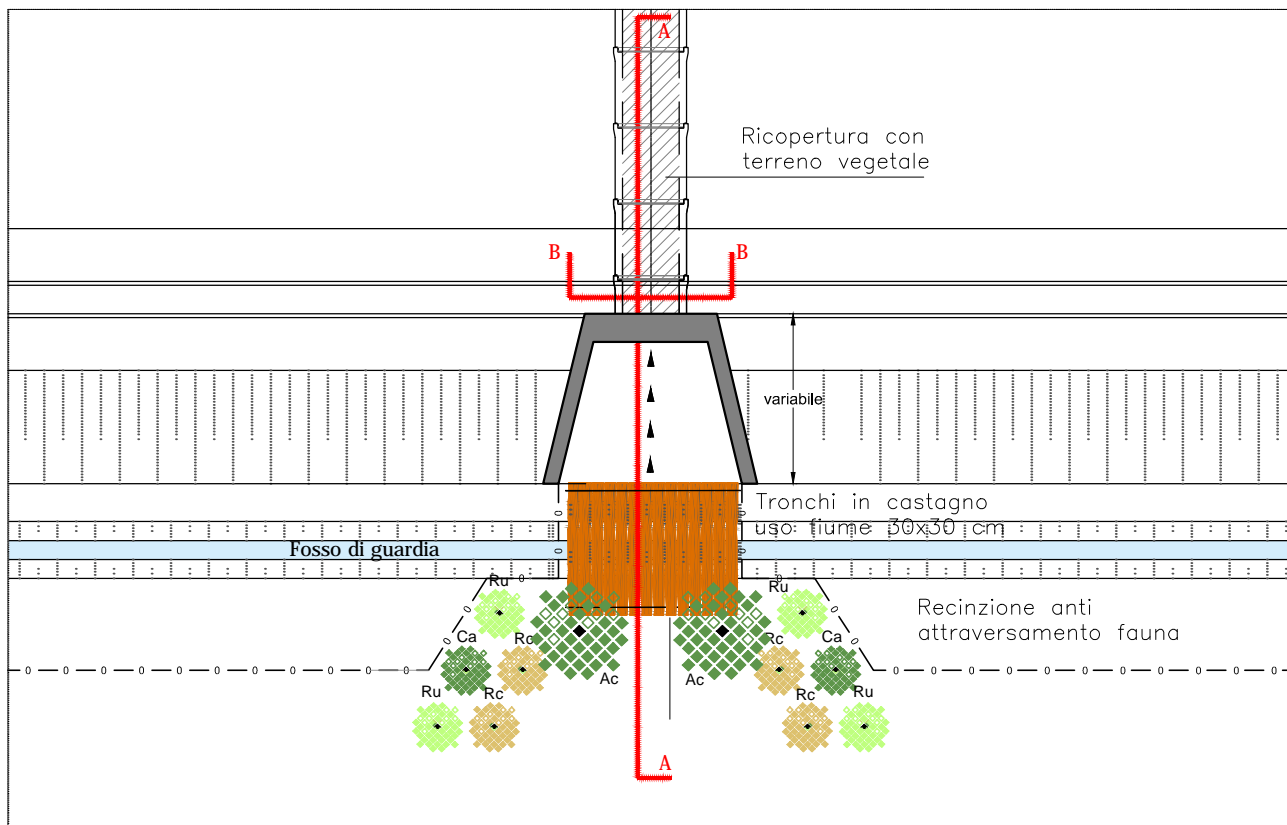 A
Ricopertura con
terreno vegetale
B
B
variabile
Tronchi in castagno
uso fiume 30x30 cm
Fosso di guardia
Ru
Ru
Recinzione anti
attraversamento fauna
Ca
Rc
Rc
Ca
Ac
Ac
Ru
Rc
Rc
Ru
A